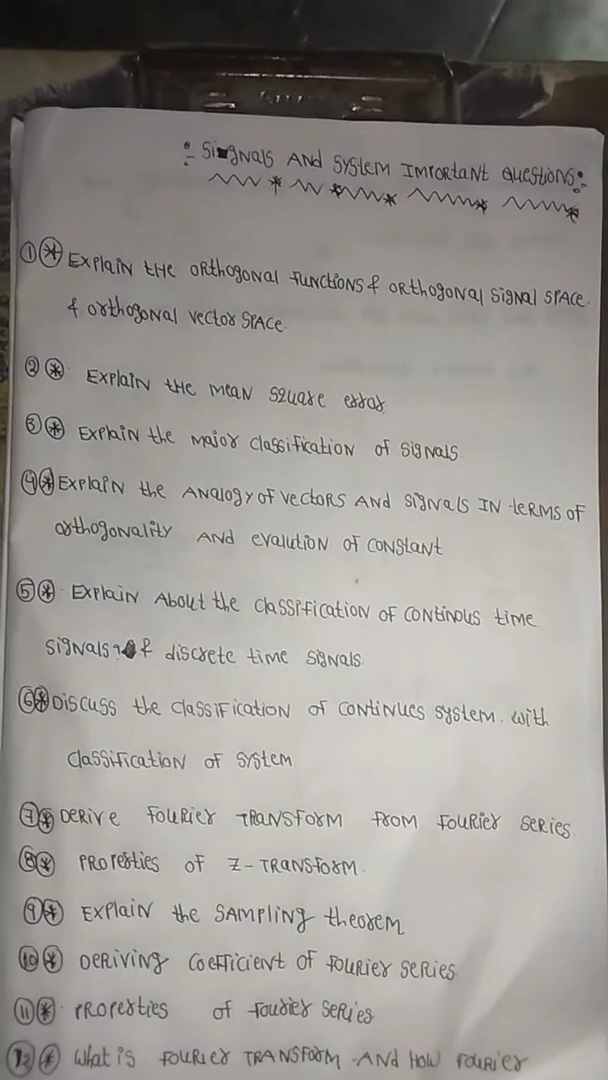 :- Signals AND System Important Questions:-
① * Explain the orthogonal functions & orthogonal signal space.
& orthogonal vector space.
② * Explain the mean square error
③ * Explain the major classification of signals.
④ * Explain the analogy of vectors and signals in terms of
orthogonality and evalution of constant
⑤ * Explain About the classification of continous time
signals & discrete time signals.
⑥ * Discuss the classification of continues system. with
classification of system
⑦ * Derive Fourier Transform from Fourier Series.
⑧ * Properties of Z-Transform.
⑨ * Explain the Sampling theorem
⑩ * Deriving coefficient of Fourier Series.
⑪ * Properties of Fourier Series
⑫ * What is Fourier Transform And How Fourier